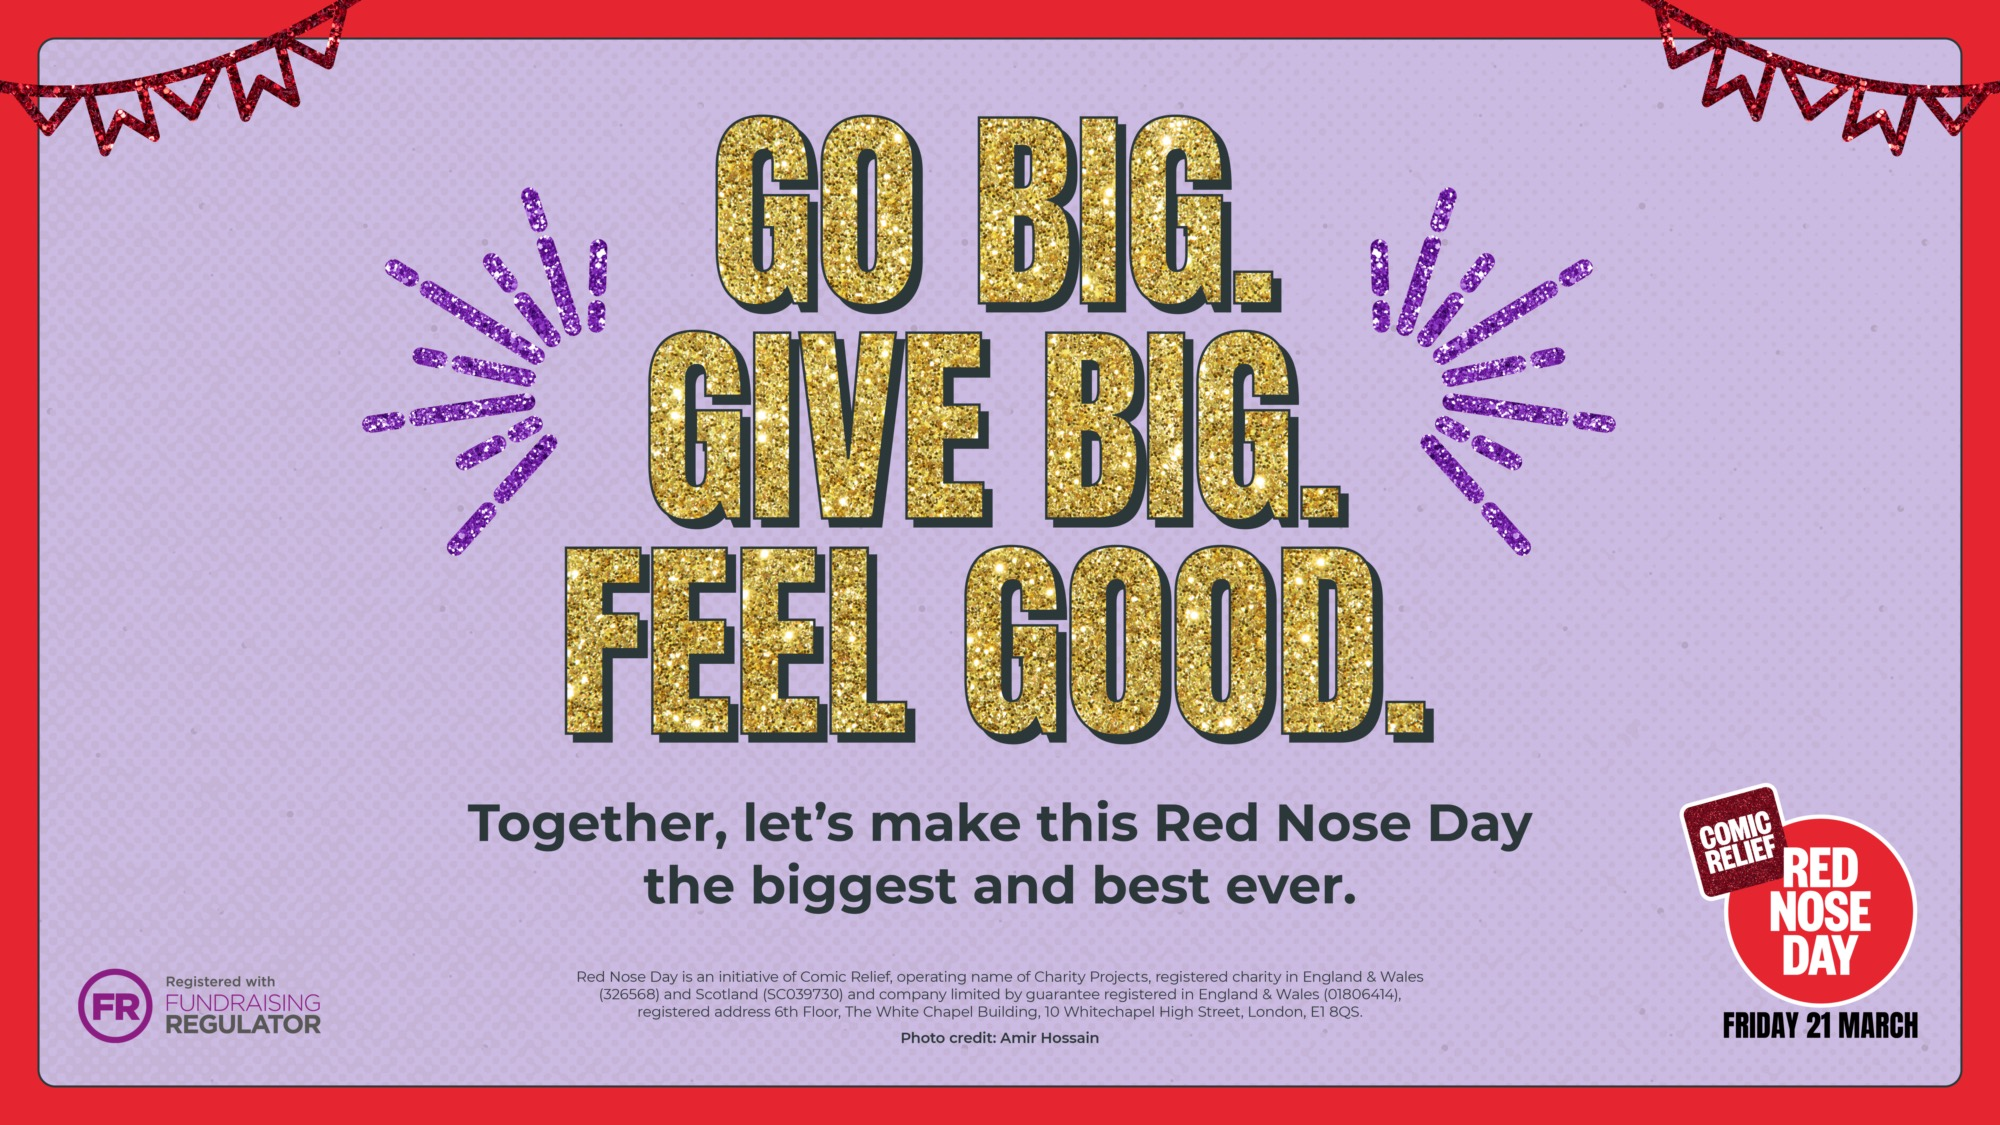 GO BIG.
GIVE BIG.
FEEL GOOD.
Together, let’s make this Red Nose Day
the biggest and best ever.
COMIC
RELIEF
RED
NOSE
DAY
FRIDAY 21 MARCH
FR
Registered with
FUNDRAISING
REGULATOR
Red Nose Day is an initiative of Comic Relief, operating name of Charity Projects, registered charity in England & Wales
(326568) and Scotland (SC039730) and company limited by guarantee registered in England & Wales (01806414),
registered address 6th Floor, The White Chapel Building, 10 Whitechapel High Street, London, E1 8QS.
Photo credit: Amir Hossain